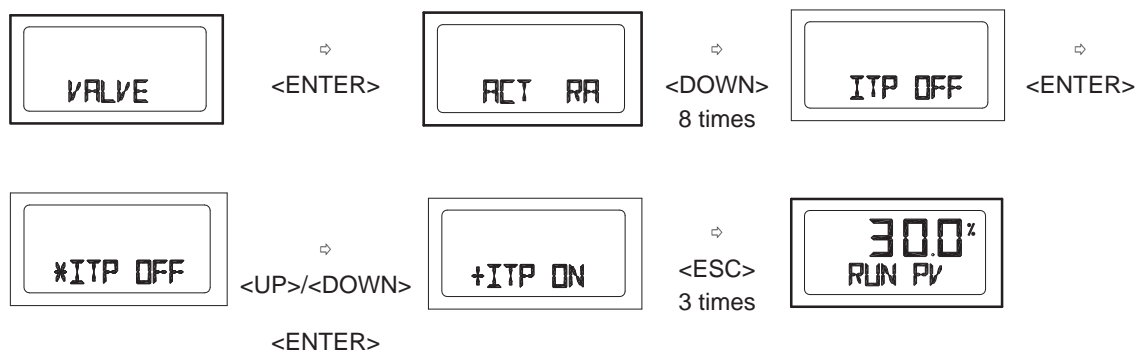 VALVE
⇨
<ENTER>
ACT RA
⇨
<DOWN>
8 times
ITP OFF
⇨
<ENTER>
*ITP OFF
⇨
<UP>/<DOWN>
<ENTER>
+ITP ON
⇨
<ESC>
3 times
30.0%
RUN PV